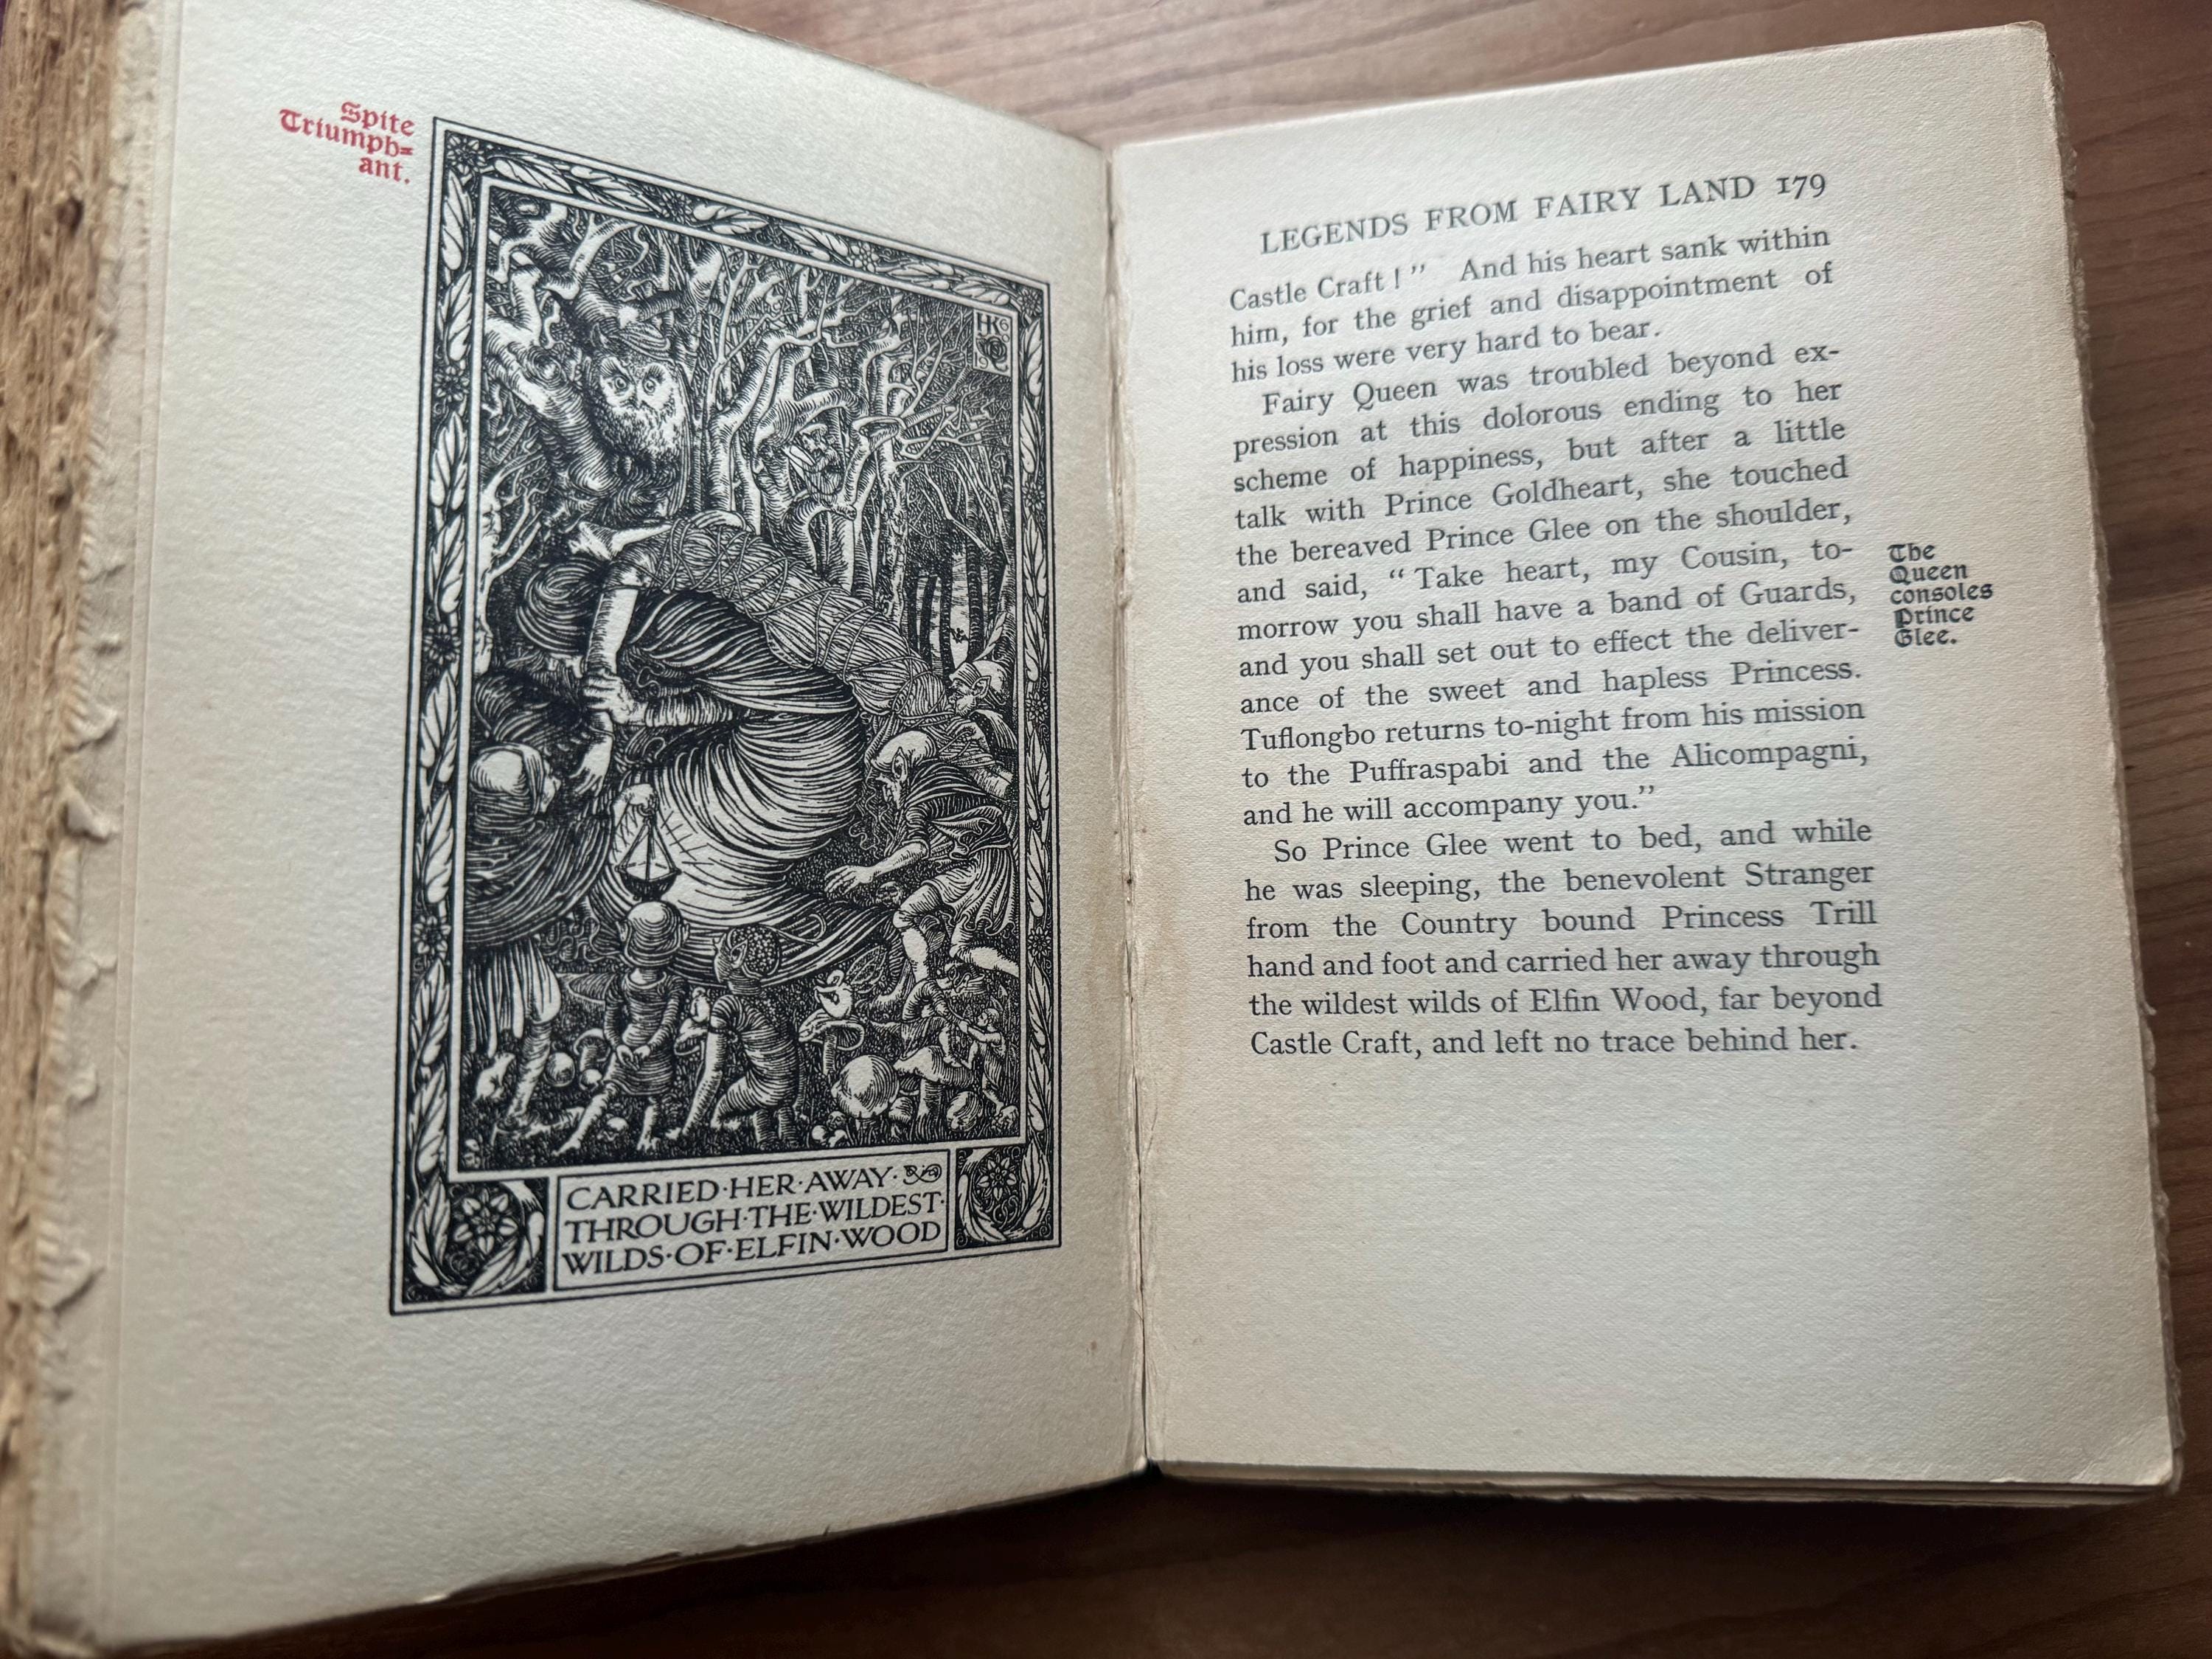 Spite
Triumph=
ant.
HK
CARRIED·HER·AWAY·
THROUGH·THE·WILDEST·
WILDS·OF·ELFIN·WOOD
LEGENDS FROM FAIRY LAND 179
Castle Craft!” And his heart sank within
him, for the grief and disappointment of
his loss were very hard to bear.
Fairy Queen was troubled beyond ex-
pression at this dolorous ending to her
scheme of happiness, but after a little
talk with Prince Goldheart, she touched
the bereaved Prince Glee on the shoulder,
and said, “Take heart, my Cousin, to-
morrow you shall have a band of Guards,
and you shall set out to effect the deliver-
ance of the sweet and hapless Princess.
Tuflongbo returns to-night from his mission
to the Puffraspabi and the Alicompagni,
and he will accompany you.”
So Prince Glee went to bed, and while
he was sleeping, the benevolent Stranger
from the Country bound Princess Trill
hand and foot and carried her away through
the wildest wilds of Elfin Wood, far beyond
Castle Craft, and left no trace behind her.
The
Queen
consoles
Prince
Glee.